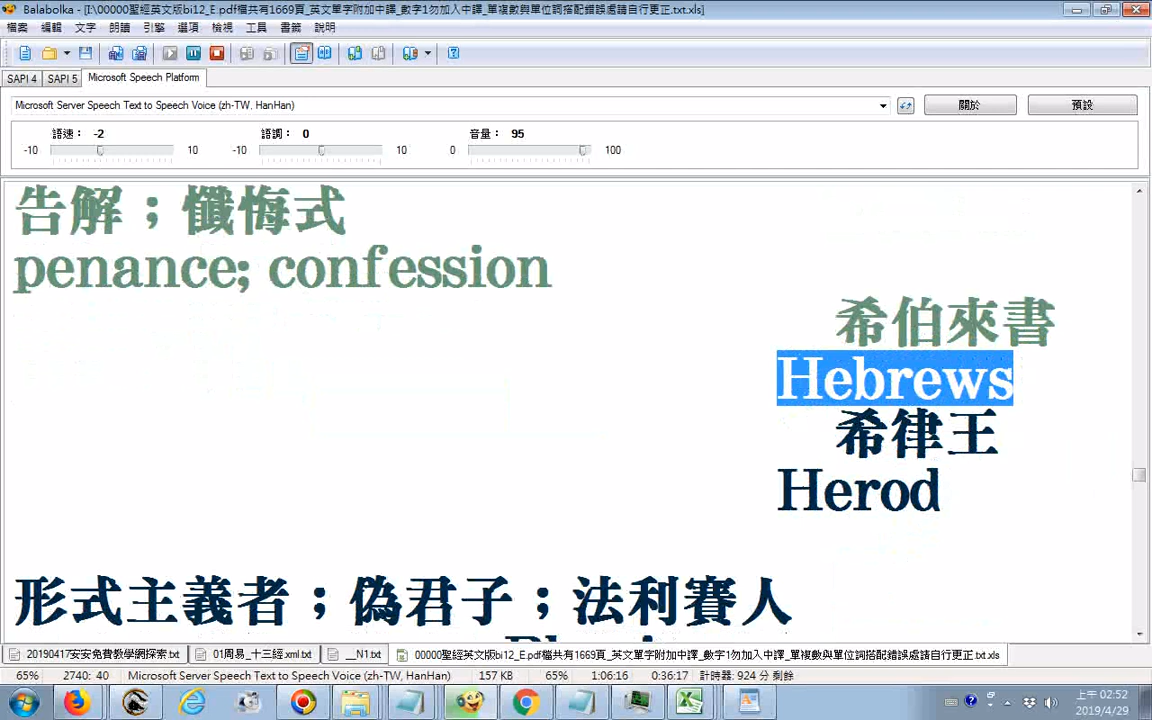 Balabolka - [I:\00000聖經英文版bi12_E.pdf檔共有1669頁_英文單字附加中譯_數字1勿加入中譯_單複數與單位詞搭配錯誤處請自行更正.txt.xls]
檔案 編輯 文字 朗讀 引擎 選項 檢視 工具 書籤 說明
SAPI 4 SAPI 5 Microsoft Speech Platform
Microsoft Server Speech Text to Speech Voice (zh-TW, HanHan) 關於 預設
語速： -2 語調： 0 音量： 95
-10 10 -10 10 0 100
告解；懺悔式
penance; confession
希伯來書
Hebrews
希律王
Herod
形式主義者；偽君子；法利賽人
20190417安安免費教學網探索.txt 01周易_十三經.xml.txt __N1.txt 00000聖經英文版bi12_E.pdf檔共有1669頁_英文單字附加中譯_數字1勿加入中譯_單複數與單位詞搭配錯誤處請自行更正.txt.xls
65% 2740: 40 Microsoft Server Speech Text to Speech Voice (zh-TW, HanHan) 157 KB 65% 1:06:16 0:36:17 計時器: 924 分 剩餘
上午 02:52
2019/4/29